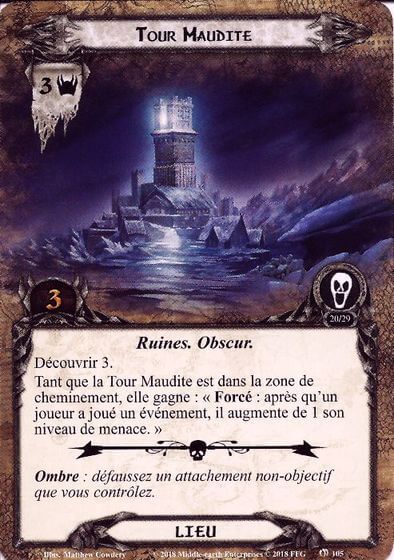 TOUR MAUDITE
3
3
20/29
Ruines. Obscur.
Découvrir 3.
Tant que la Tour Maudite est dans la zone de
cheminement, elle gagne : « Forcé : après qu'un
joueur a joué un événement, il augmente de 1 son
niveau de menace. »
Ombre : défaussez un attachement non-objectif
que vous contrôlez.
LIEU
Illus. Matthew Cowdery
2018 Middle-earth Enterprises © 2018 FFG
105